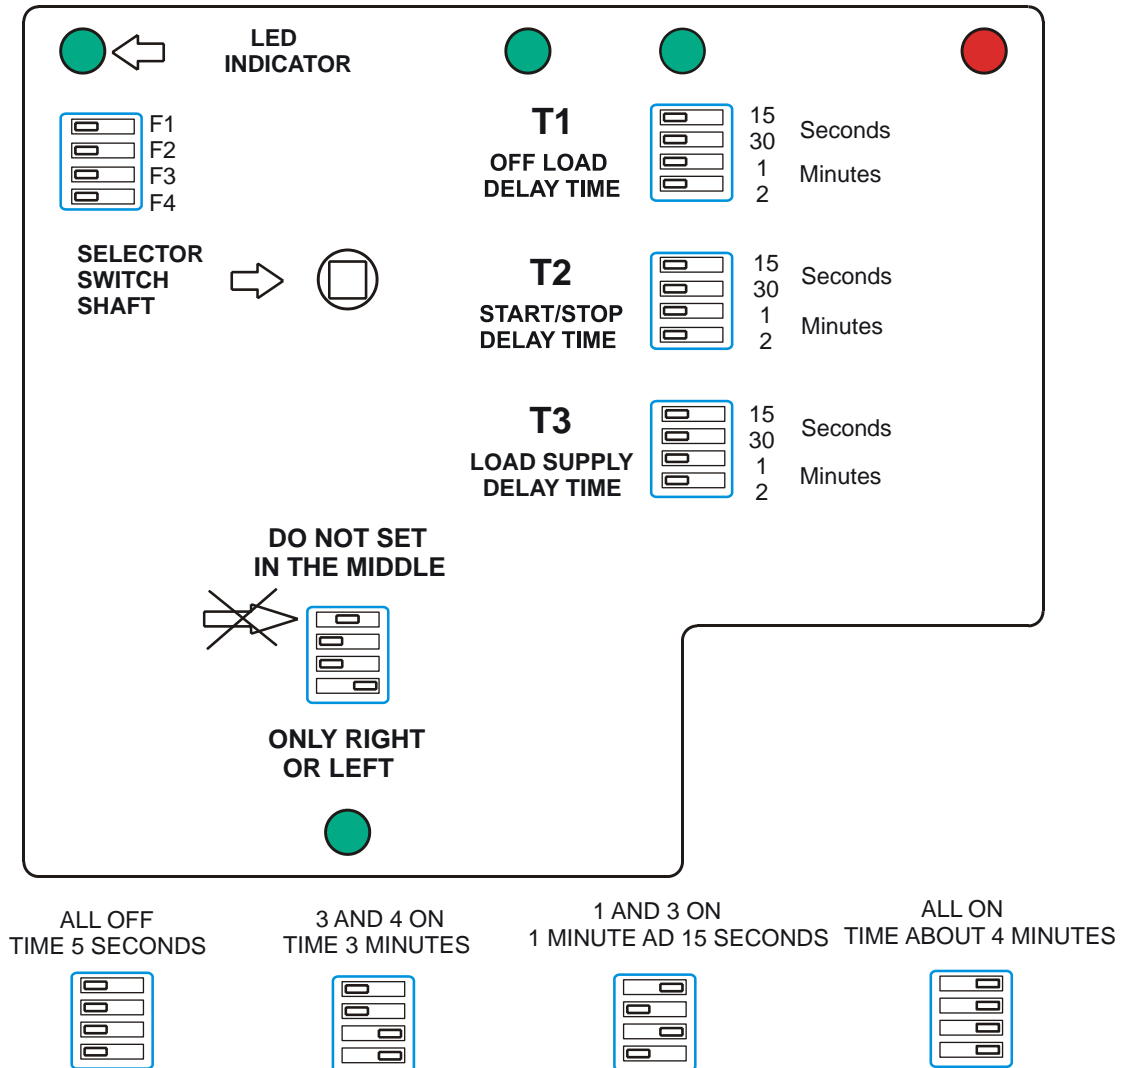 LED
INDICATOR
F1
F2
F3
F4
T1
OFF LOAD
DELAY TIME
15
30
1
2
Seconds
Minutes
SELECTOR
SWITCH
SHAFT
T2
START/STOP
DELAY TIME
15
30
1
2
Seconds
Minutes
T3
LOAD SUPPLY
DELAY TIME
15
30
1
2
Seconds
Minutes
DO NOT SET
IN THE MIDDLE
ONLY RIGHT
OR LEFT
ALL OFF
TIME 5 SECONDS
3 AND 4 ON
TIME 3 MINUTES
1 AND 3 ON
1 MINUTE AD 15 SECONDS
ALL ON
TIME ABOUT 4 MINUTES